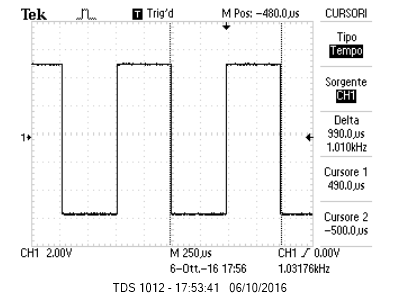 Tek T Trig'd M Pos: -480.0µs CURSORI
Tipo
Tempo
Sorgente
CH1
Delta
990.0µs
1.010kHz
Cursore 1
490.0µs
Cursore 2
-500.0µs
1
CH1 2.00V M 250µs CH1 / 0.00V
6-Ott.-16 17:56 1.03176kHz
TDS 1012 - 17:53:41 06/10/2016